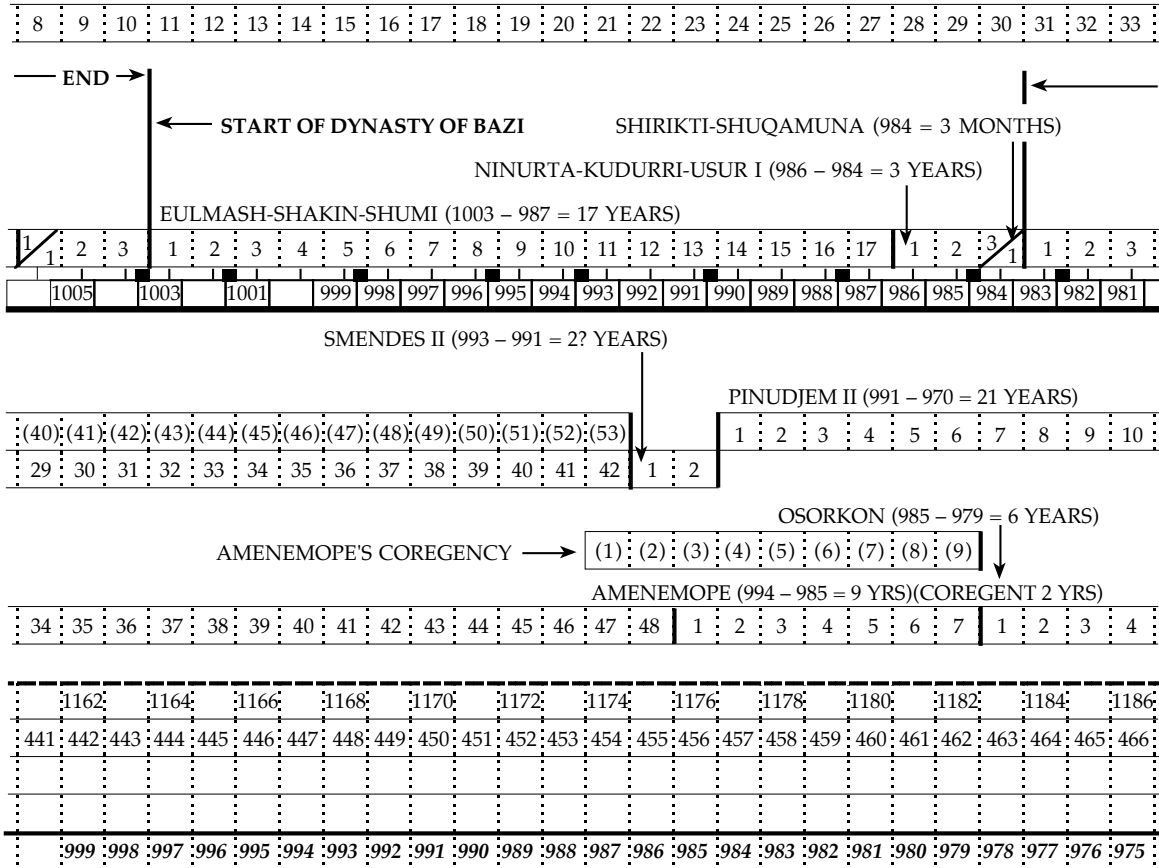 8 9 10 11 12 13 14 15 16 17 18 19 20 21 22 23 24 25 26 27 28 29 30 31 32 33
END
START OF DYNASTY OF BAZI
SHIRIKTI-SHUQAMUNA (984 = 3 MONTHS)
NINURTA-KUDURRI-USUR I (986 – 984 = 3 YEARS)
EULMASH-SHAKIN-SHUMI (1003 – 987 = 17 YEARS)
1 1 2 3 1 2 3 4 5 6 7 8 9 10 11 12 13 14 15 16 17 1 2 3 1 1 2 3
1005 1003 1001 999 998 997 996 995 994 993 992 991 990 989 988 987 986 985 984 983 982 981
SMENDES II (993 – 991 = 2? YEARS)
PINUDJEM II (991 – 970 = 21 YEARS)
(40) (41) (42) (43) (44) (45) (46) (47) (48) (49) (50) (51) (52) (53) 1 2 3 4 5 6 7 8 9 10
29 30 31 32 33 34 35 36 37 38 39 40 41 42 1 2
OSORKON (985 – 979 = 6 YEARS)
AMENEMOPE'S COREGENCY (1) (2) (3) (4) (5) (6) (7) (8) (9)
AMENEMOPE (994 – 985 = 9 YRS)(COREGENT 2 YRS)
34 35 36 37 38 39 40 41 42 43 44 45 46 47 48 1 2 3 4 5 6 7 1 2 3 4
1162 1164 1166 1168 1170 1172 1174 1176 1178 1180 1182 1184 1186
441 442 443 444 445 446 447 448 449 450 451 452 453 454 455 456 457 458 459 460 461 462 463 464 465 466
999 998 997 996 995 994 993 992 991 990 989 988 987 986 985 984 983 982 981 980 979 978 977 976 975